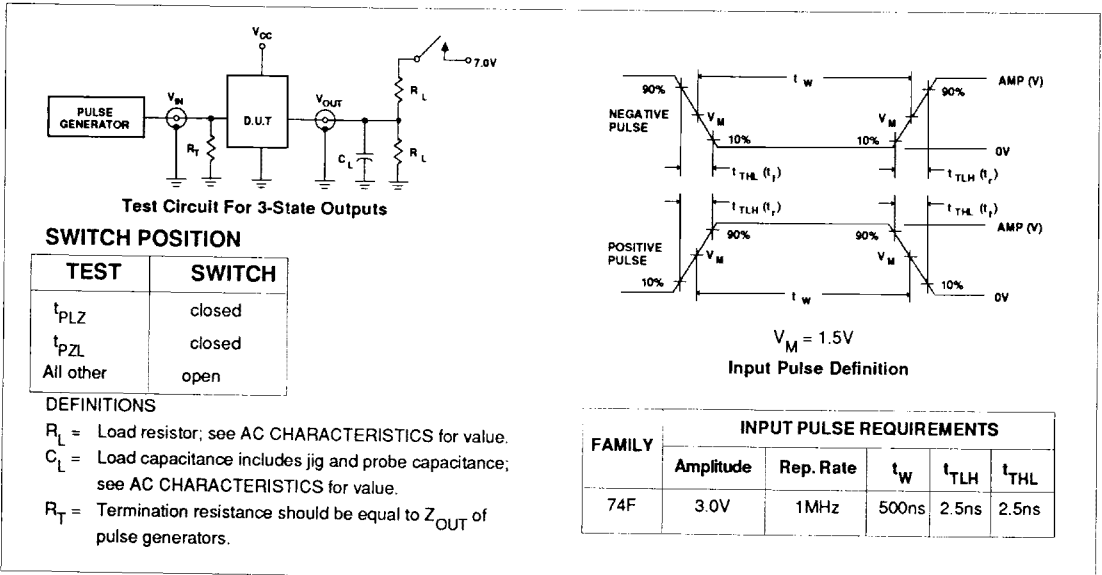 V_CC
7.0V
R_L
PULSE GENERATOR
V_IN
D.U.T
V_OUT
R_T
C_L
R_L
Test Circuit For 3-State Outputs
SWITCH POSITION
TEST SWITCH
t_PLZ closed
t_PZL closed
All other open
DEFINITIONS
R_L = Load resistor; see AC CHARACTERISTICS for value.
C_L = Load capacitance includes jig and probe capacitance;
see AC CHARACTERISTICS for value.
R_T = Termination resistance should be equal to Z_OUT of
pulse generators.
t_W
AMP (V)
90% 90%
NEGATIVE
PULSE
V_M V_M
10% 10%
0V
t_THL (t_f) t_TLH (t_r)
t_TLH (t_r) t_THL (t_f)
AMP (V)
90% 90%
POSITIVE
PULSE
V_M V_M
10% 10%
t_W
0V
V_M = 1.5V
Input Pulse Definition
FAMILY INPUT PULSE REQUIREMENTS
Amplitude Rep. Rate t_W t_TLH t_THL
74F 3.0V 1MHz 500ns 2.5ns 2.5ns